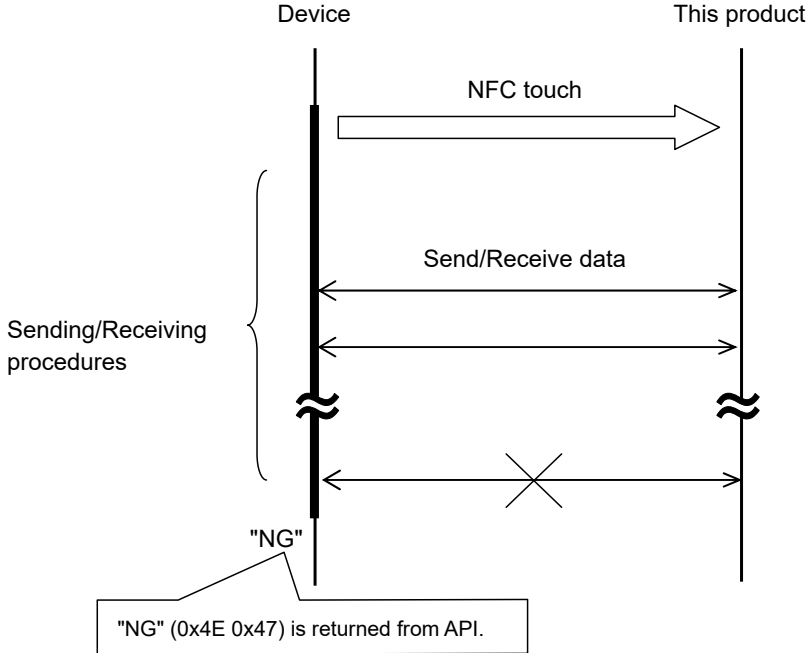 Device
This product
NFC touch
Send/Receive data
Sending/Receiving
procedures
"NG"
"NG" (0x4E 0x47) is returned from API.